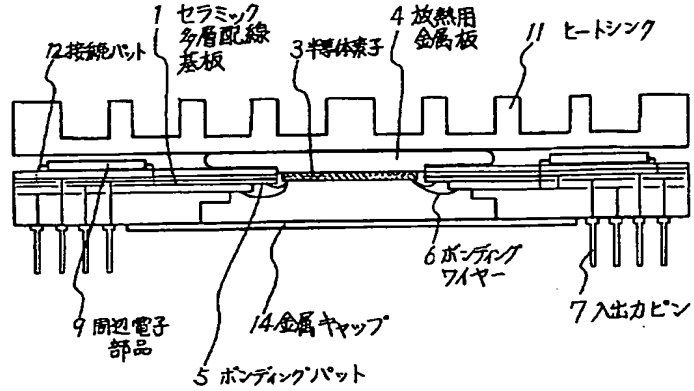 1 セラミック
多層配線
基板
4 放熱用
金属板
11 ヒートシンク
12接続パット
3半導体素子
6ボンディング
ワイヤー
7入出力ピン
9周辺電子
部品
14金属キャップ
5 ボンディングパット